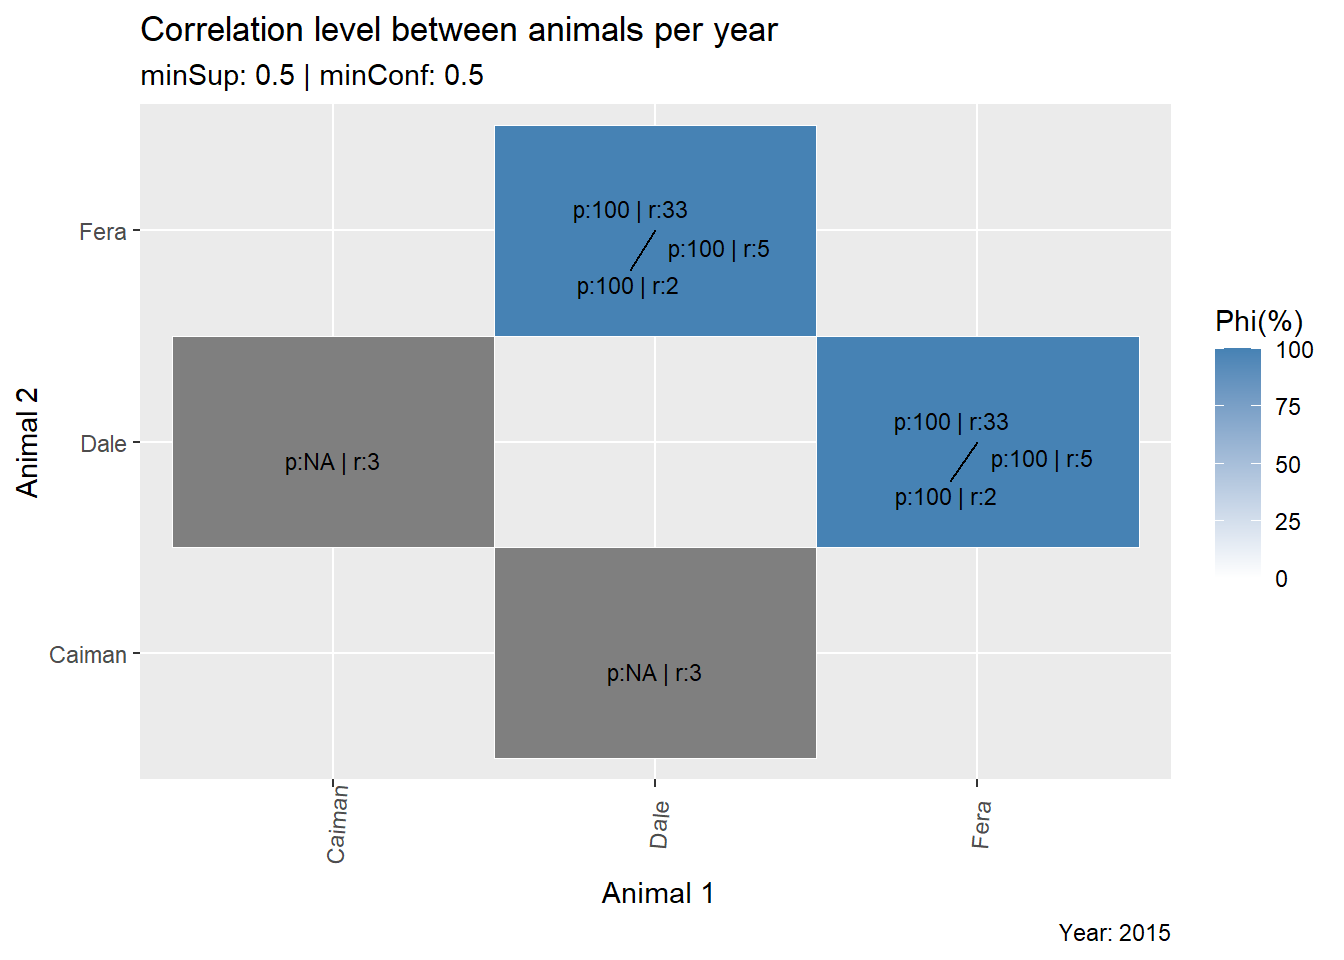 Correlation level between animals per year
minSup: 0.5 | minConf: 0.5
Animal 2
Fera
Dale
Caiman
p:100 | r:33
p:100 | r:5
p:100 | r:2
p:NA | r:3
p:100 | r:33
p:100 | r:5
p:100 | r:2
p:NA | r:3
Caiman
Dale
Fera
Animal 1
Phi(%)
100
75
50
25
0
Year: 2015